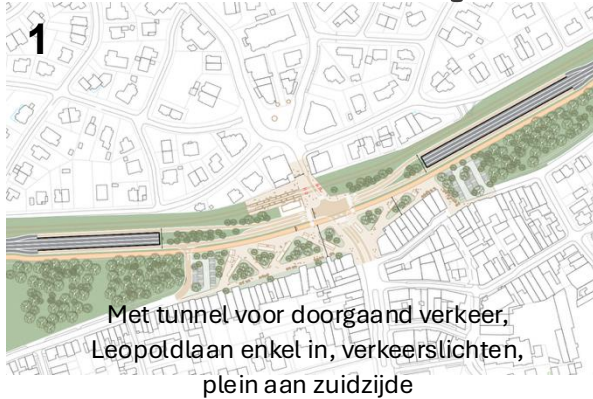 1
Met tunnel voor doorgaand verkeer,
Leopoldlaan enkel in, verkeerslichten,
plein aan zuidzijde